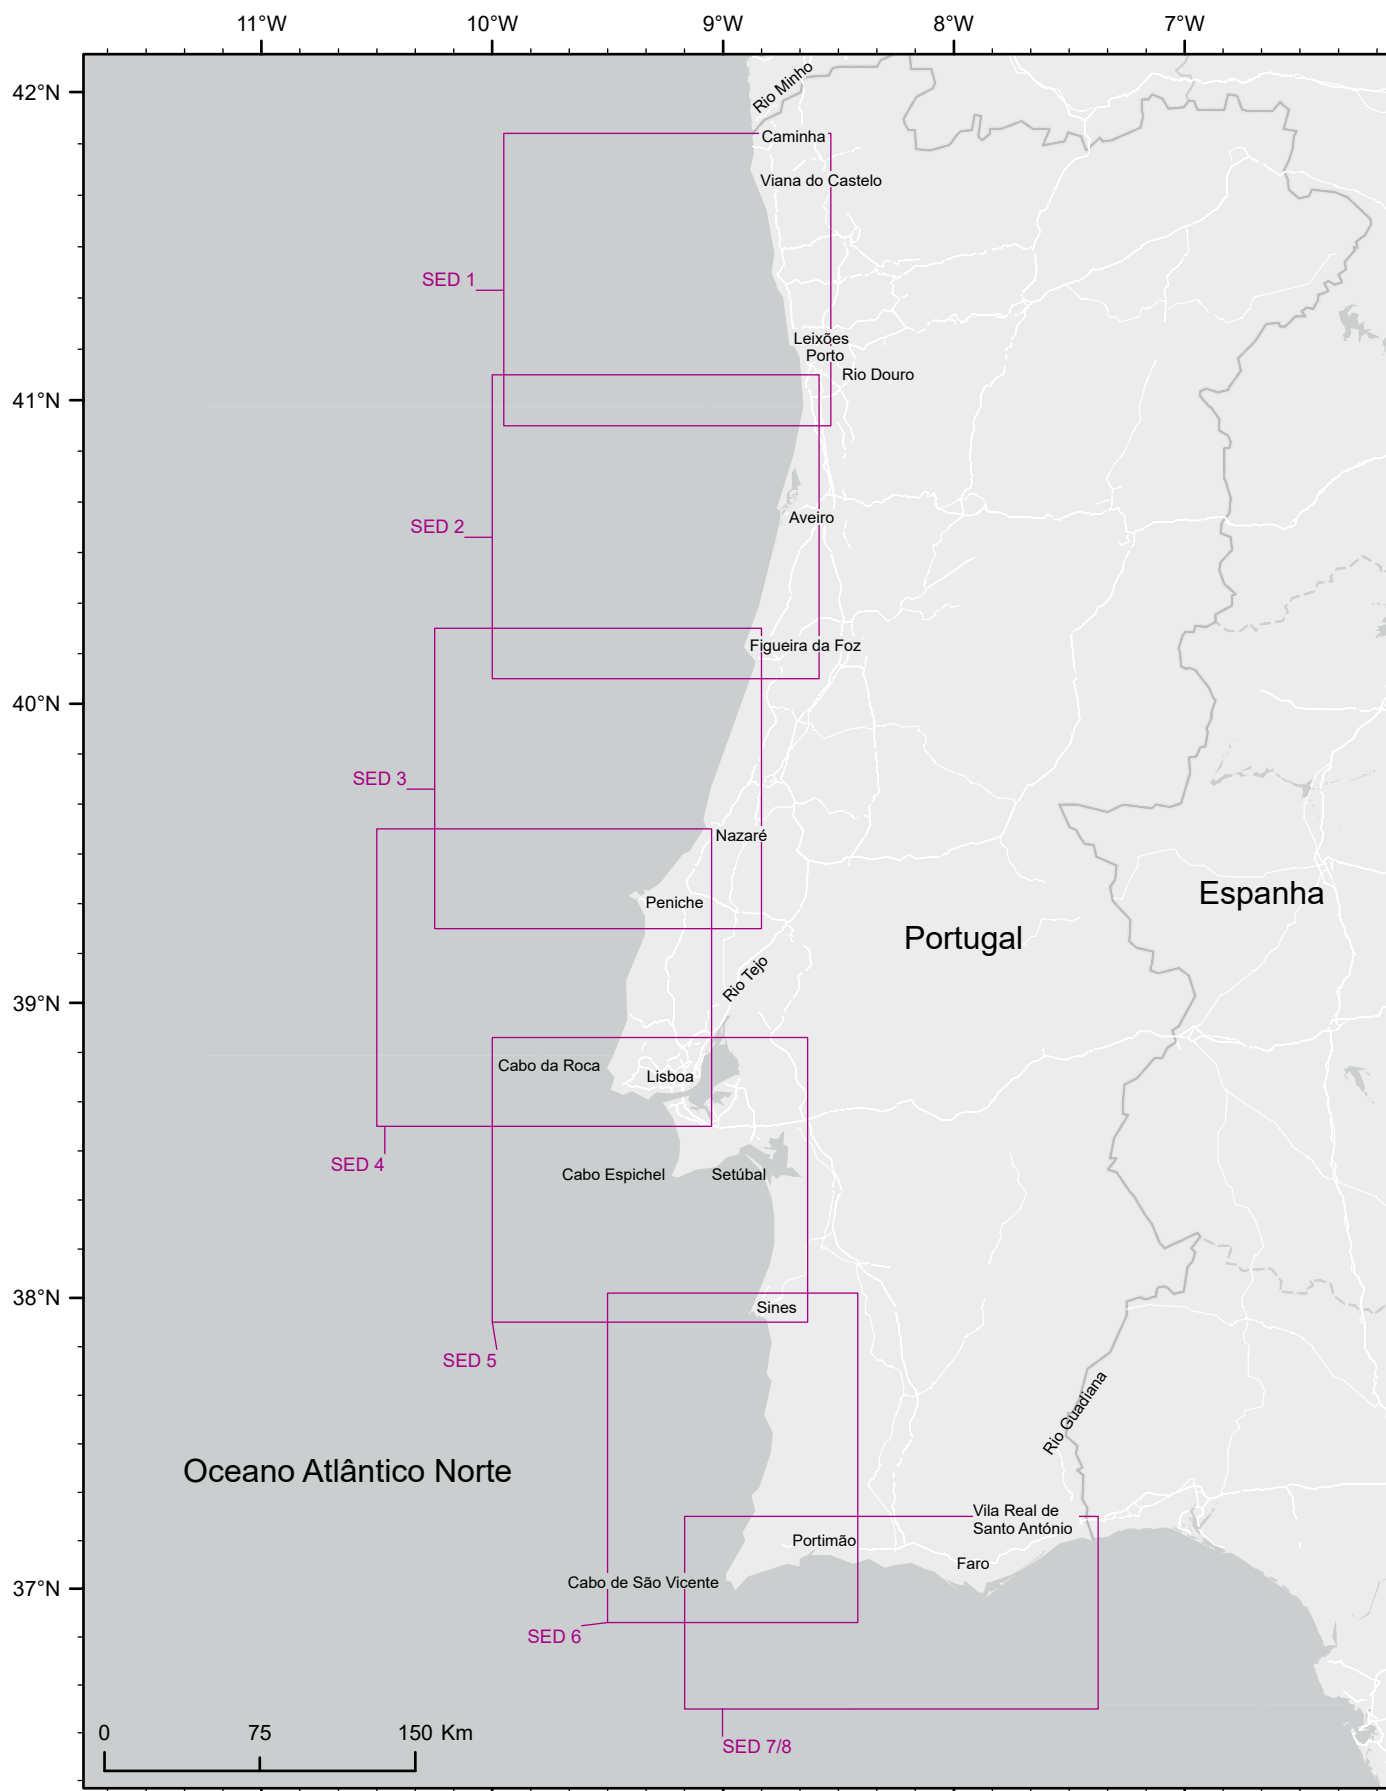 11°W
10°W
9°W
8°W
7°W
42°N
Rio Minho
Caminha
Viana do Castelo
SED 1
Leixões
Porto
Rio Douro
41°N
Aveiro
SED 2
Figueira da Foz
40°N
SED 3
Nazaré
Peniche
Espanha
Portugal
Rio Tejo
39°N
Cabo da Roca
Lisboa
SED 4
Cabo Espichel
Setúbal
38°N
Sines
SED 5
Rio Guadiana
Oceano Atlântico Norte
Vila Real de
Santo António
Portimão
Faro
37°N
Cabo de São Vicente
SED 6
0
75
150 Km
SED 7/8